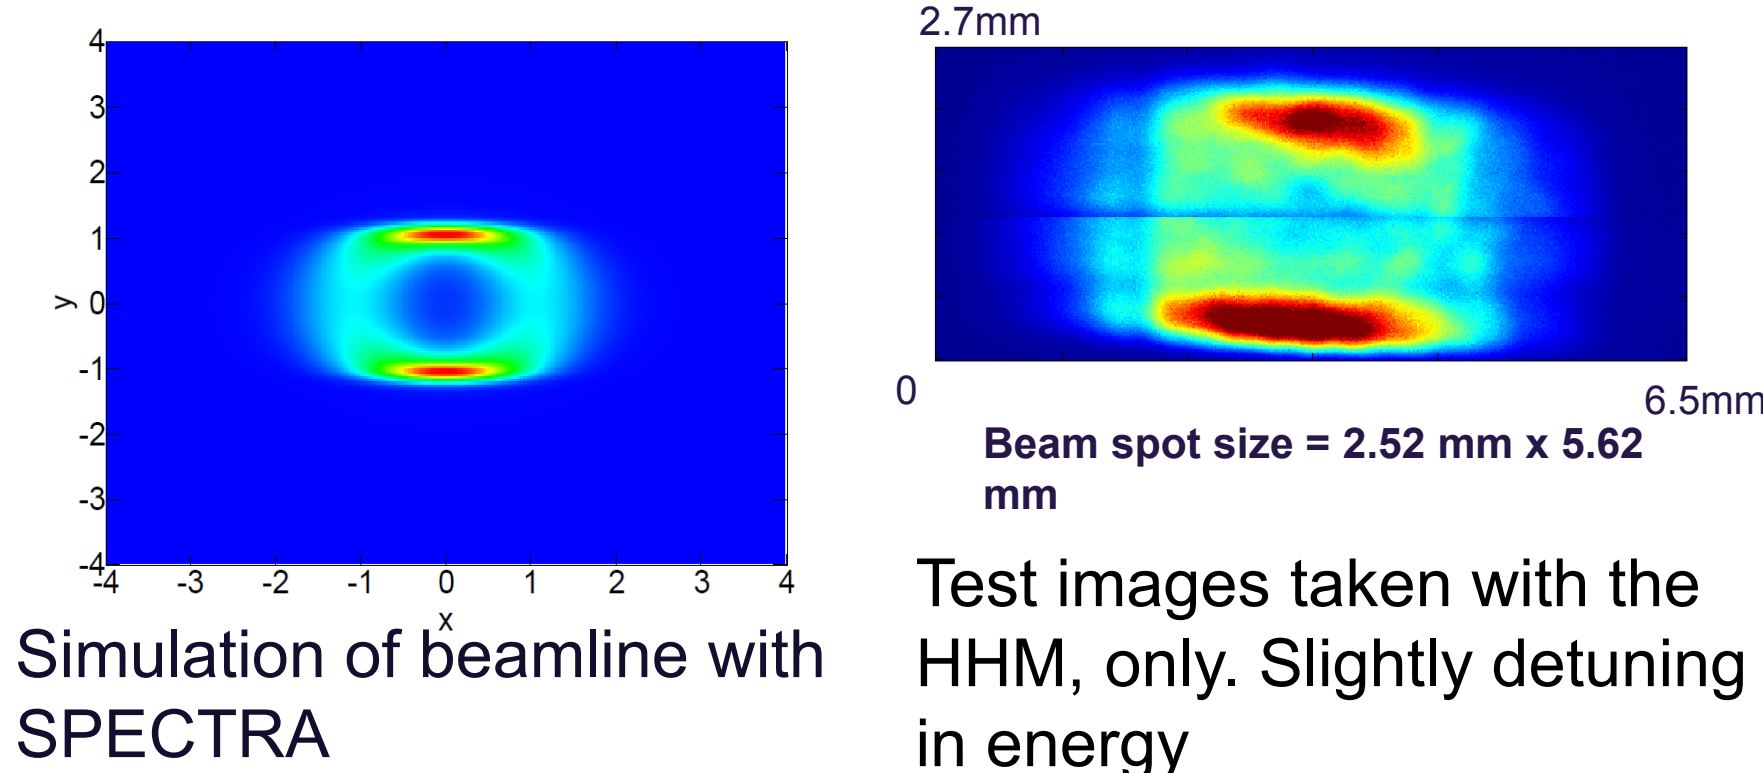 4
3
2
1
0
-1
-2
-3
-4
y
-4 -3 -2 -1 0 1 2 3 4
x
Simulation of beamline with
SPECTRA
2.7mm
0
6.5mm
Beam spot size = 2.52 mm x 5.62
mm
Test images taken with the
HHM, only. Slightly detuning
in energy